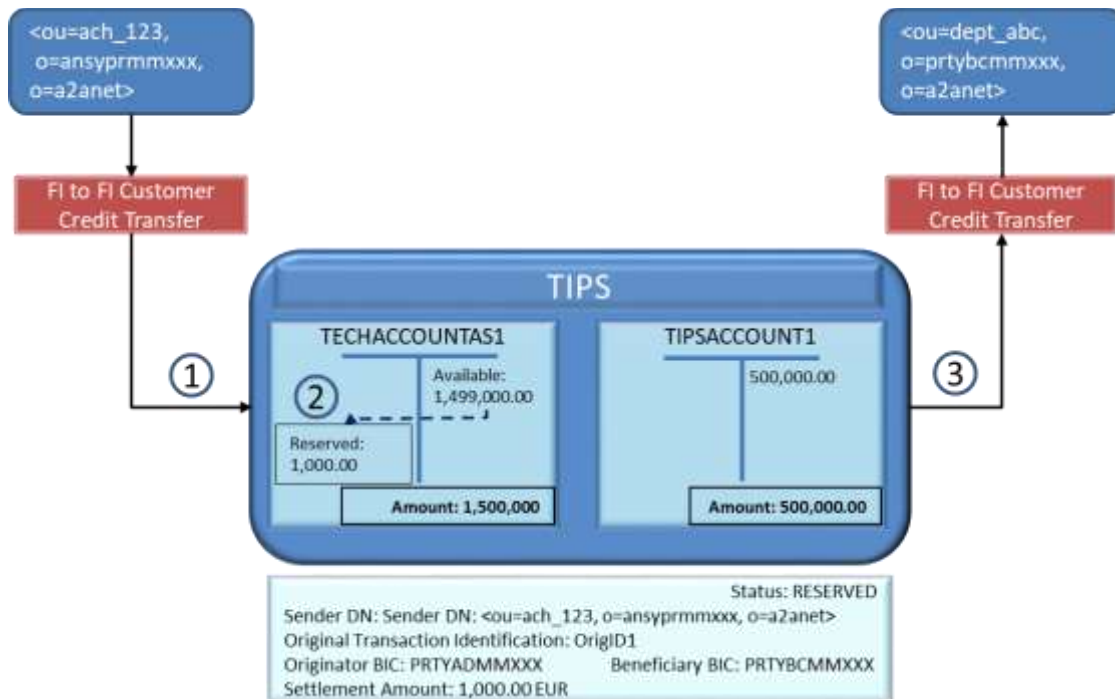 <ou=ach_123,
o=ansyprmmxxx,
o=a2anet>
<ou=dept_abc,
o=prtybcmmxxx,
o=a2anet>
FI to FI Customer
Credit Transfer
FI to FI Customer
Credit Transfer
TIPS
TECHACCOUNTAS1
TIPSACCOUNT1
1
2
3
Available:
1,499,000.00
500,000.00
Reserved:
1,000.00
Amount: 1,500,000
Amount: 500,000.00
Status: RESERVED
Sender DN: Sender DN: <ou=ach_123, o=ansyprmmxxx, o=a2anet>
Original Transaction Identification: OrigID1
Originator BIC: PRTYADMMXXX Beneficiary BIC: PRTYBCMMXXX
Settlement Amount: 1,000.00 EUR